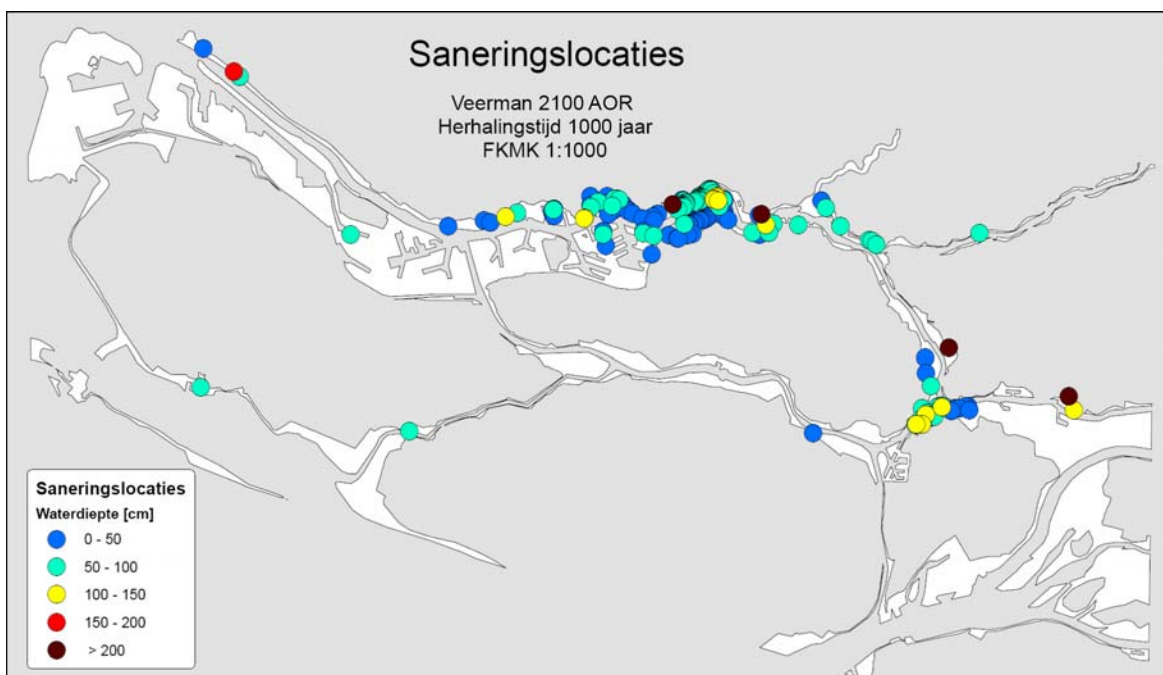 Saneringslocaties
Veerman 2100 AOR
Herhalingstijd 1000 jaar
FKMK 1:1000
Saneringslocaties
Waterdiepte [cm]
0 - 50
50 - 100
100 - 150
150 - 200
> 200